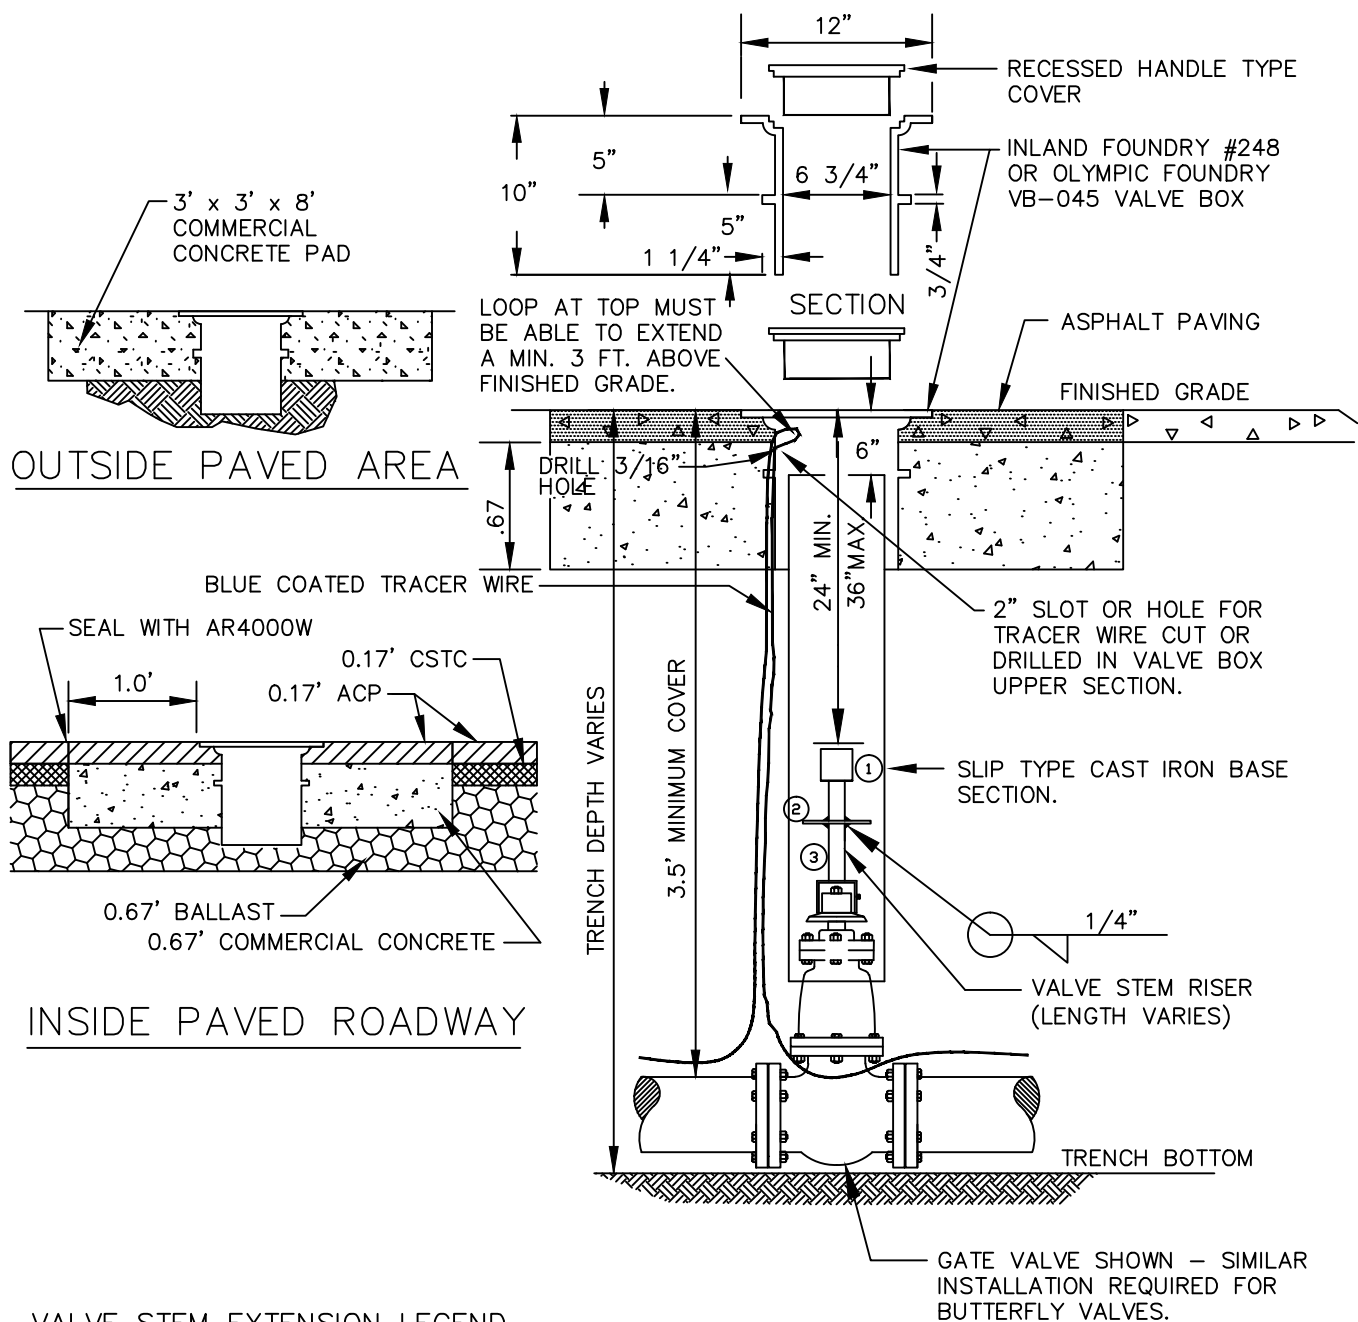 12"
RECESSED HANDLE TYPE
COVER
INLAND FOUNDRY #248
OR OLYMPIC FOUNDRY
VB-045 VALVE BOX
5"
10"
6 3/4"
5"
1 1/4"
3/4"
SECTION
3' x 3' x 8'
COMMERCIAL
CONCRETE PAD
OUTSIDE PAVED AREA
LOOP AT TOP MUST
BE ABLE TO EXTEND
A MIN. 3 FT. ABOVE
FINISHED GRADE.
ASPHALT PAVING
FINISHED GRADE
DRILL 3/16"
HOLE
6"
.67
24" MIN.
36"MAX
BLUE COATED TRACER WIRE
2" SLOT OR HOLE FOR
TRACER WIRE CUT OR
DRILLED IN VALVE BOX
UPPER SECTION.
SEAL WITH AR4000W
0.17' CSTC
1.0'
0.17' ACP
0.67' BALLAST
0.67' COMMERCIAL CONCRETE
INSIDE PAVED ROADWAY
TRENCH DEPTH VARIES
3.5' MINIMUM COVER
1
SLIP TYPE CAST IRON BASE
SECTION.
2
3
1/4"
VALVE STEM RISER
(LENGTH VARIES)
TRENCH BOTTOM
GATE VALVE SHOWN – SIMILAR
INSTALLATION REQUIRED FOR
BUTTERFLY VALVES.
VALVE STEM EXTENSION LEGEND